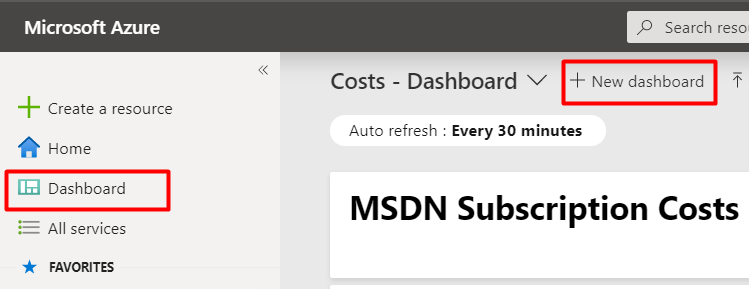 Microsoft Azure
Search reso
Create a resource
Home
Dashboard
All services
FAVORITES
Costs - Dashboard
New dashboard
Auto refresh : Every 30 minutes
MSDN Subscription Costs